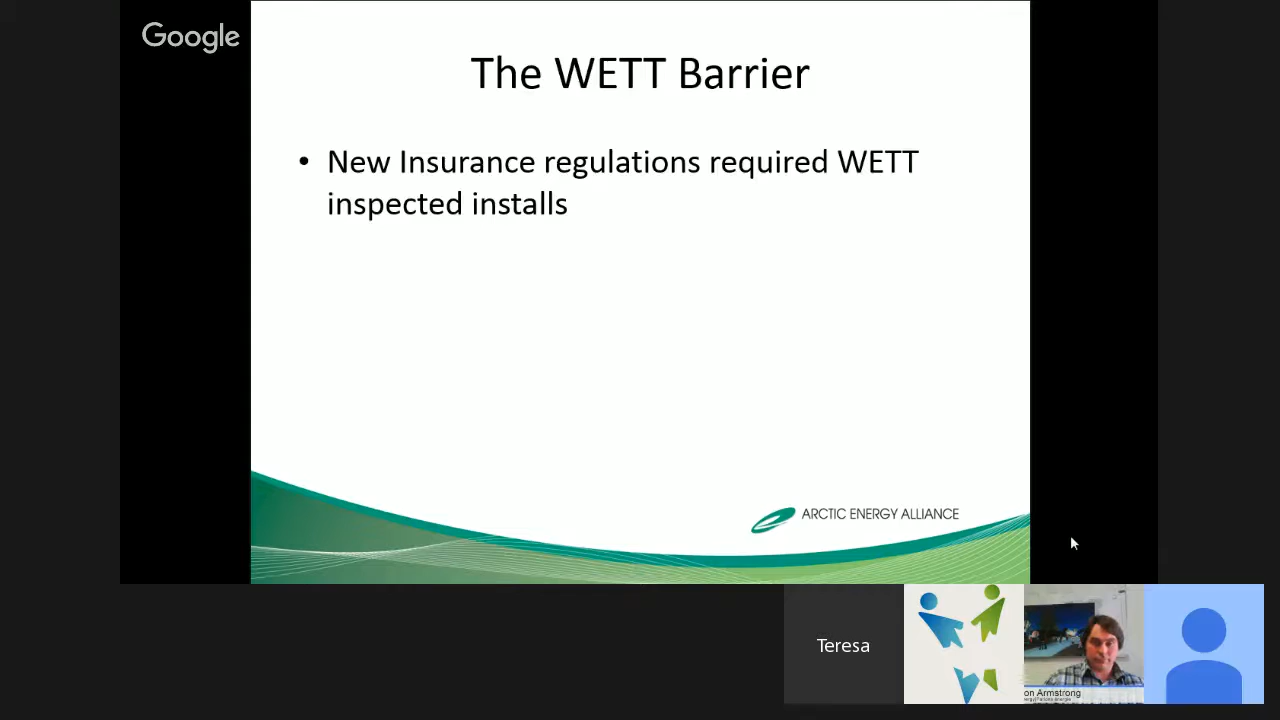 Google
The WETT Barrier
• New Insurance regulations required WETT
inspected installs
ARCTIC ENERGY ALLIANCE
Teresa
on Armstrong